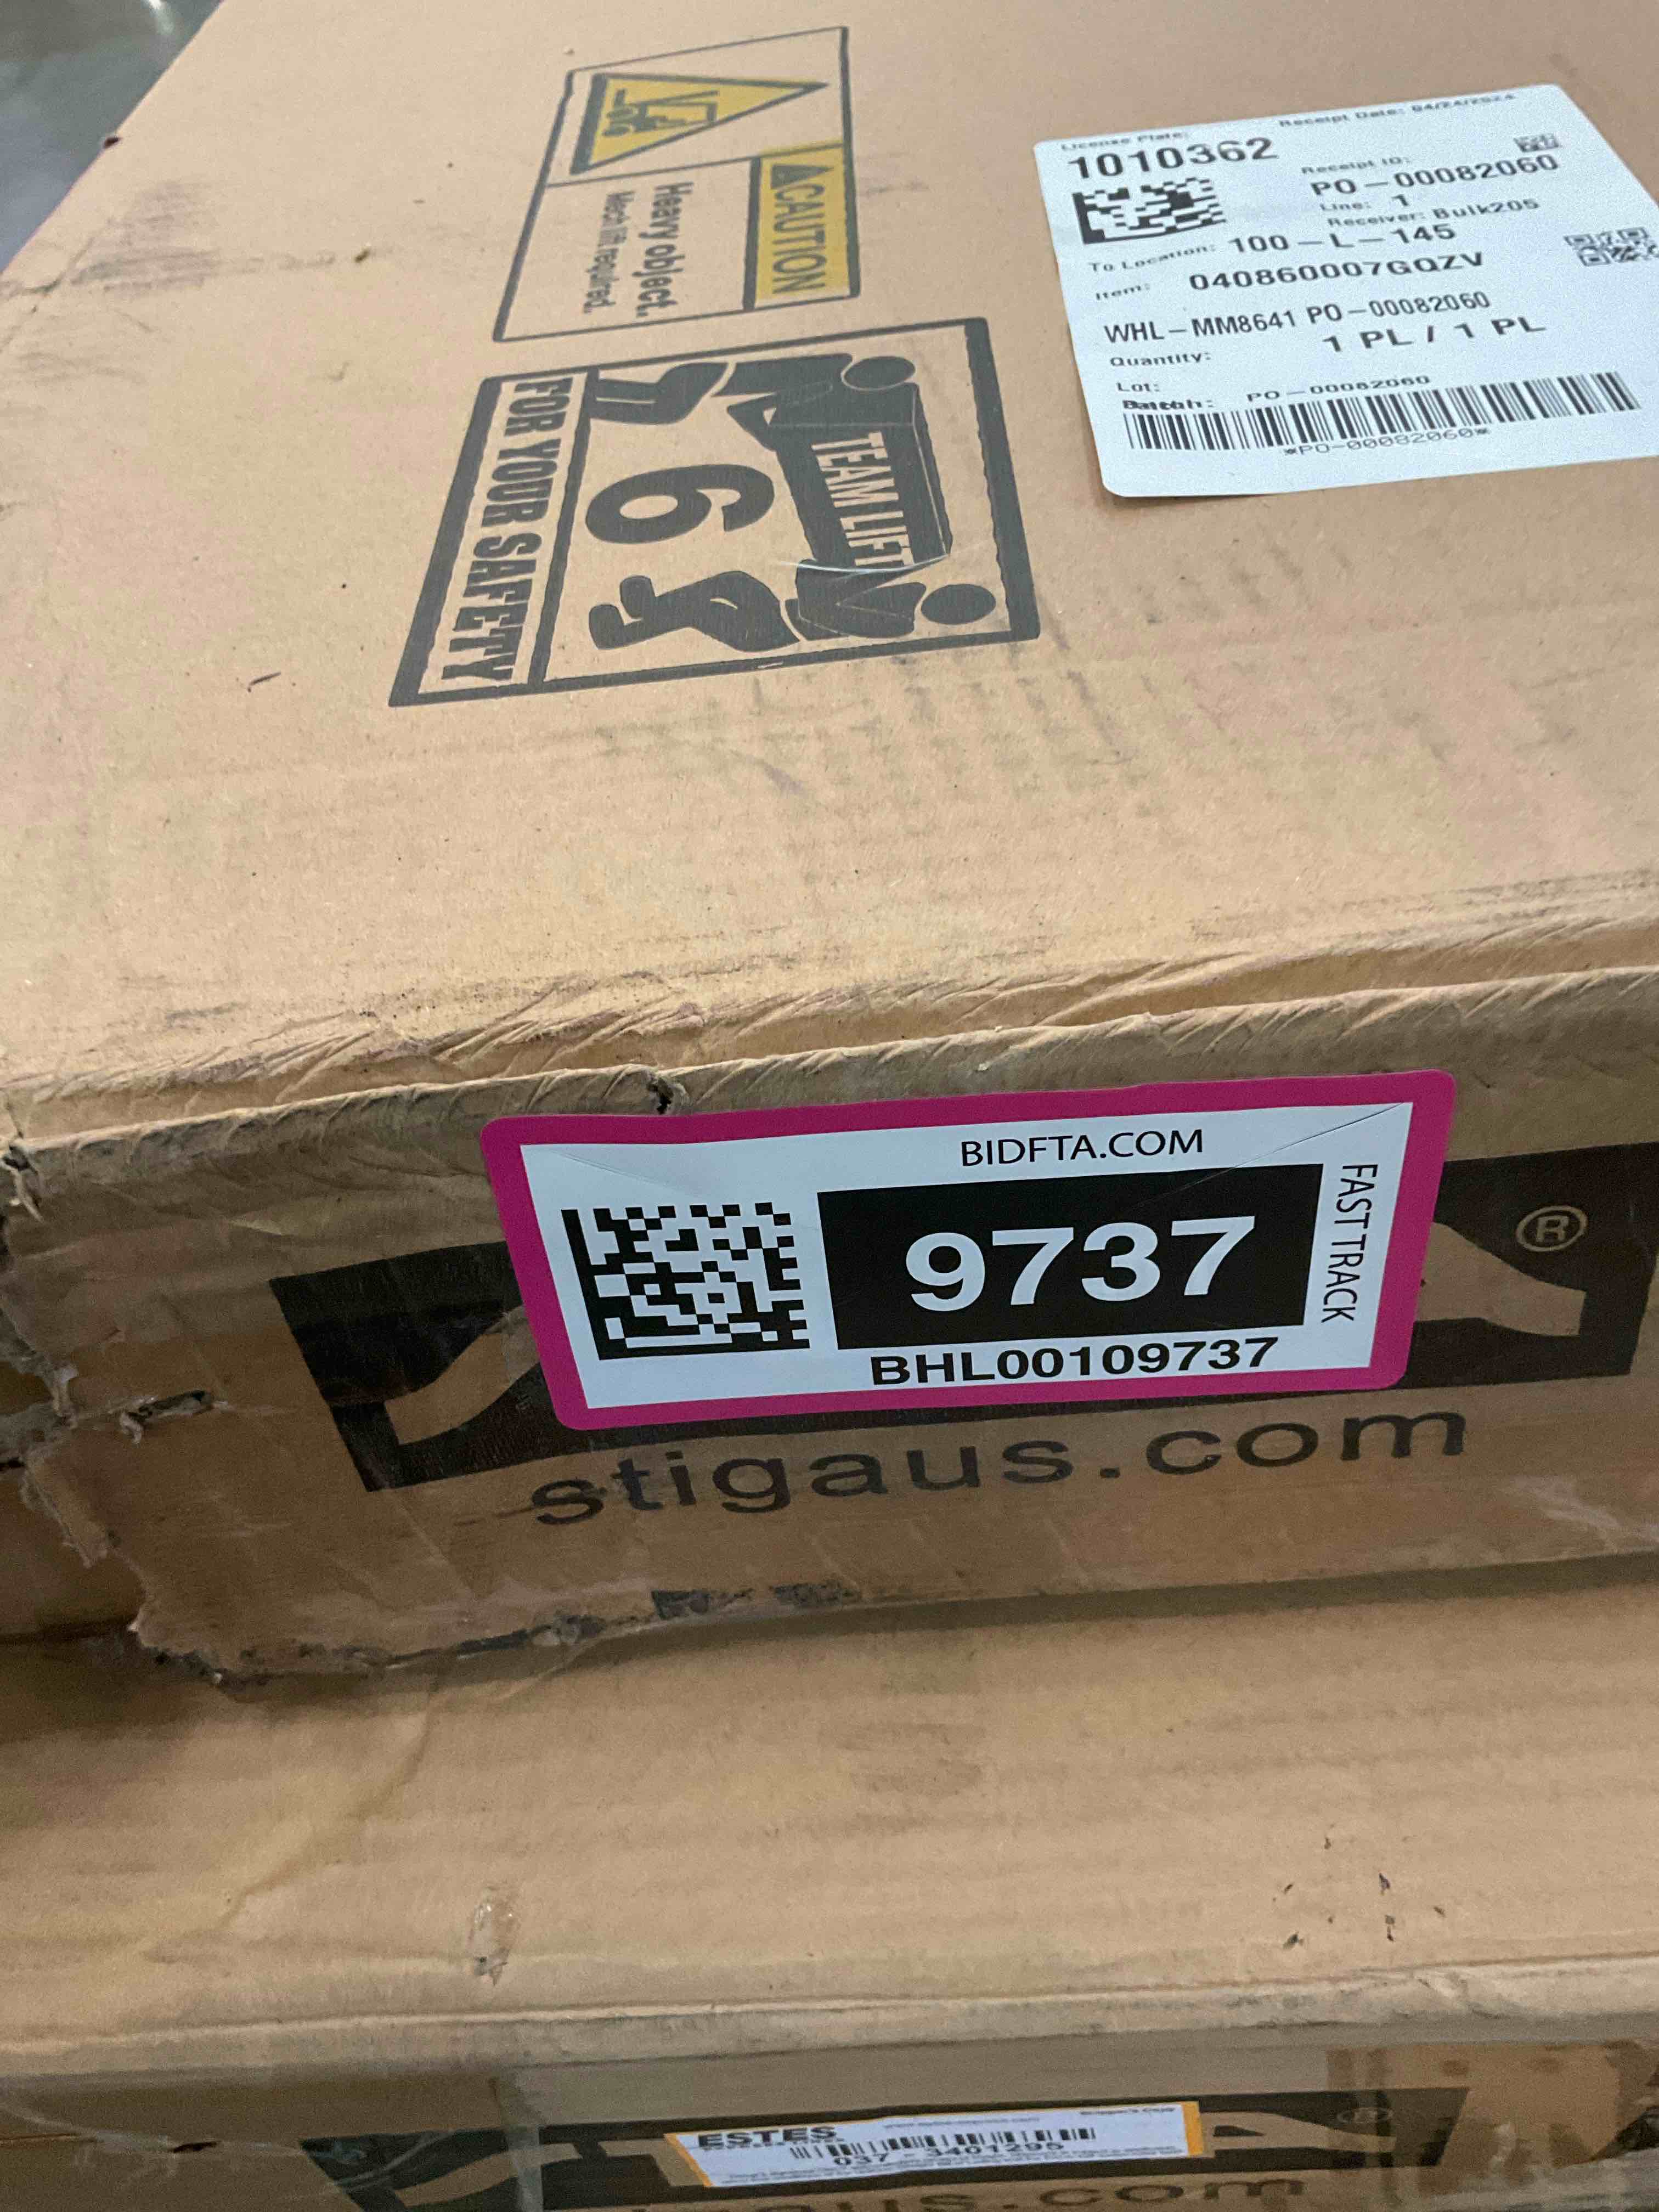 CAUTION
Heavy object.
Mech lift required.
TEAM LIFT
6
FOR YOUR SAFETY
License Plate:
1010362
Receipt Date: 04/24/2024
Receipt ID:
PO-00082060
Line: 1
Receiver: Bulk205
To Location: 100-L-145
Item: 040860007GQZV
WHL-MM8641 PO-00082060
Quantity: 1 PL / 1 PL
Lot:
PO-00082060
*PO-00082060*
BIDFTA.COM
9737
FAST TRACK
BHL00109737
®
stigaus.com
ESTES
037 3401295
A®
stigaus.com